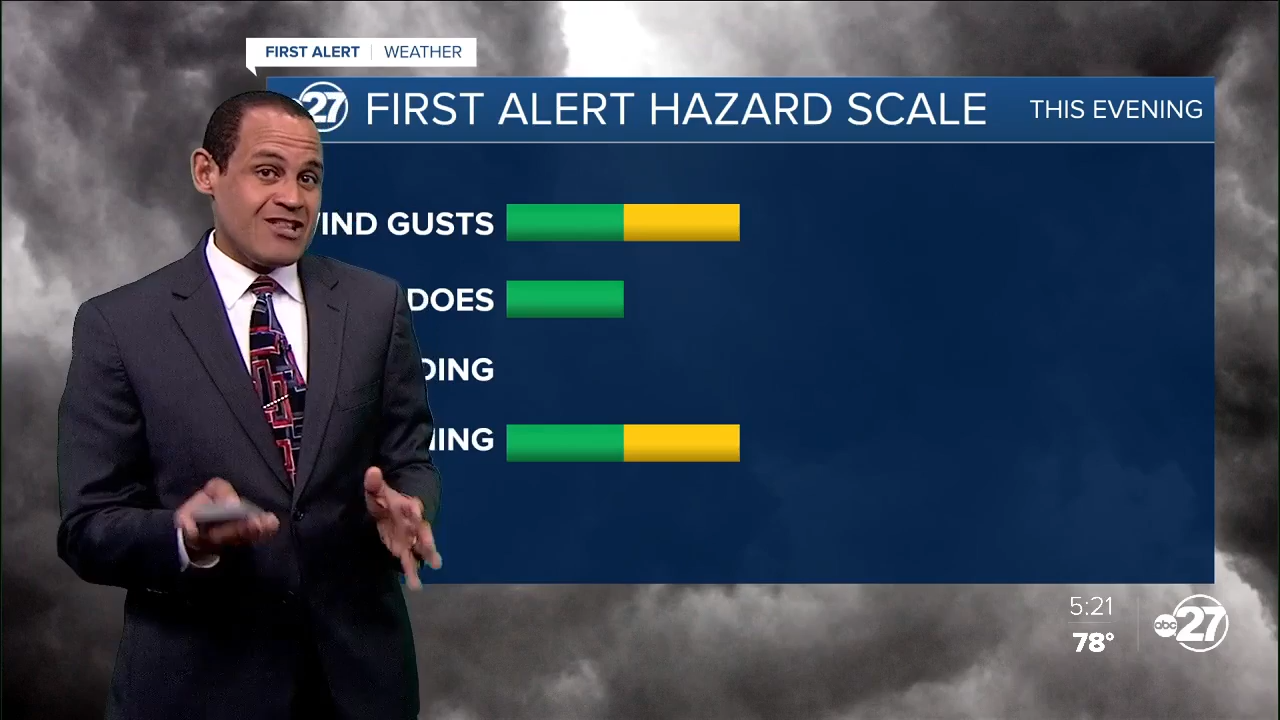 FIRST ALERT WEATHER
27 FIRST ALERT HAZARD SCALE THIS EVENING
IND GUSTS
DOES
DING
NING
5:21
78°
abc 27